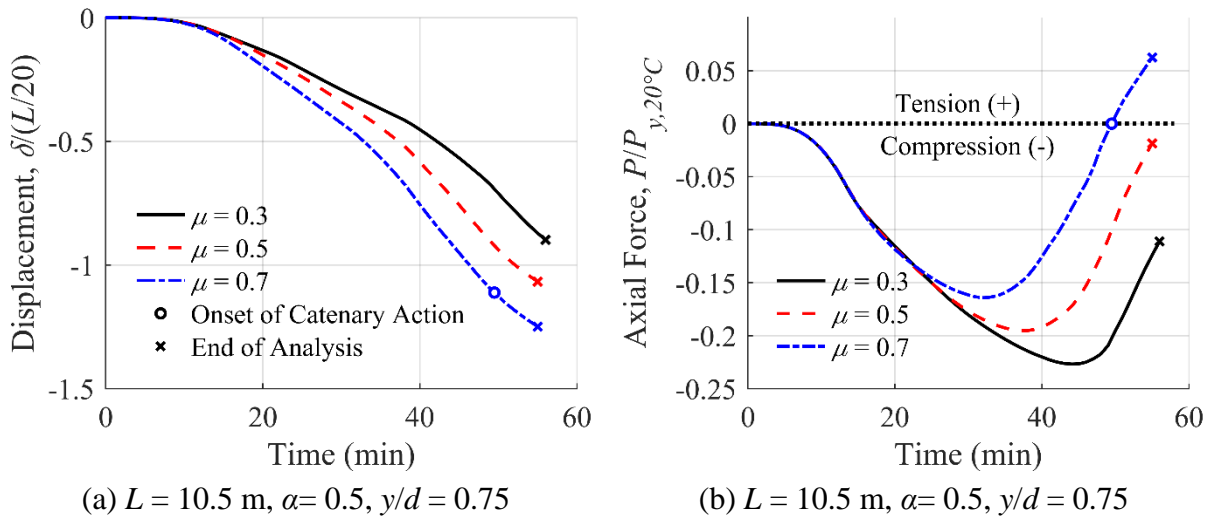 0
-0.5
-1
-1.5
Displacement, δ/(L/20)
μ = 0.3
μ = 0.5
μ = 0.7
Onset of Catenary Action
End of Analysis
0 20 40 60
Time (min)
(a) L = 10.5 m, α= 0.5, y/d = 0.75
0.05
0
-0.05
-0.1
-0.15
-0.2
-0.25
Axial Force, P/P y,20°C
Tension (+)
Compression (-)
μ = 0.3
μ = 0.5
μ = 0.7
0 20 40 60
Time (min)
(b) L = 10.5 m, α= 0.5, y/d = 0.75